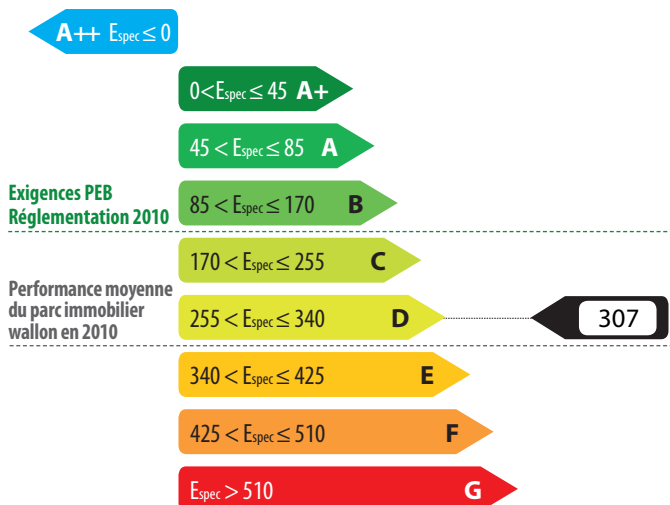 A++ Espec ≤ 0
0 < Espec ≤ 45 A+
45 < Espec ≤ 85 A
Exigences PEB
Réglementation 2010
85 < Espec ≤ 170 B
170 < Espec ≤ 255 C
Performance moyenne
du parc immobilier
wallon en 2010
255 < Espec ≤ 340 D
307
340 < Espec ≤ 425 E
425 < Espec ≤ 510 F
Espec > 510 G